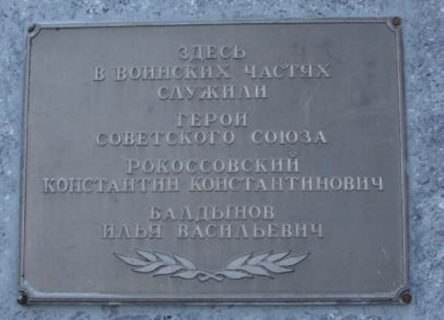 ЗДЕСЬ
В ВОИНСКИХ ЧАСТЯХ
СЛУЖИЛИ
ГЕРОИ
СОВЕТСКОГО СОЮЗА
РОКОССОВСКИЙ
КОНСТАНТИН КОНСТАНТИНОВИЧ
БАЛДЫНОВ
ИЛЬЯ ВАСИЛЬЕВИЧ